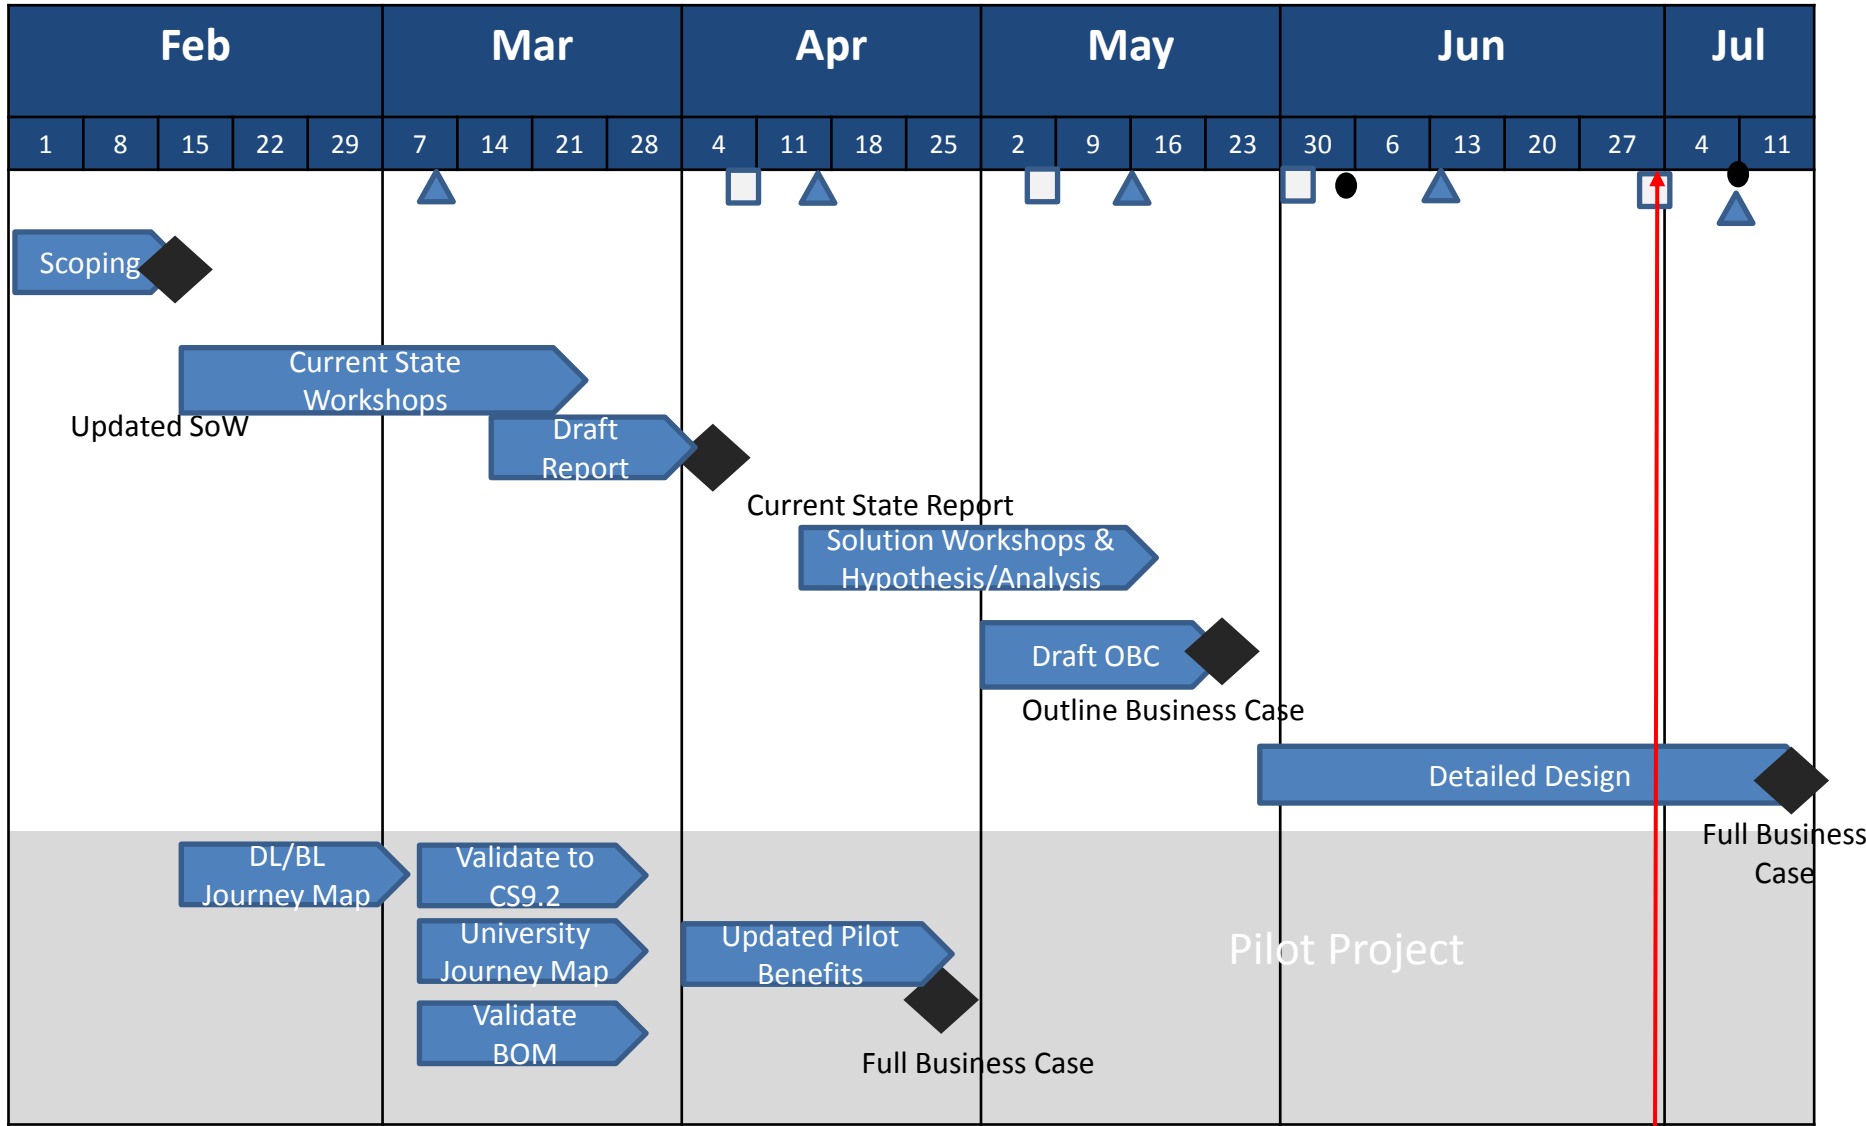 Feb Mar Apr May Jun Jul
1 8 15 22 29 7 14 21 28 4 11 18 25 2 9 16 23 30 6 13 20 27 4 11
Scoping
Current State
Workshops
Updated SoW
Draft
Report
Current State Report
Solution Workshops &
Hypothesis/Analysis
Draft OBC
Outline Business Case
Detailed Design
Full Business
Case
DL/BL
Journey Map
Validate to
CS9.2
University
Journey Map
Updated Pilot
Benefits
Pilot Project
Validate
BOM
Full Business Case